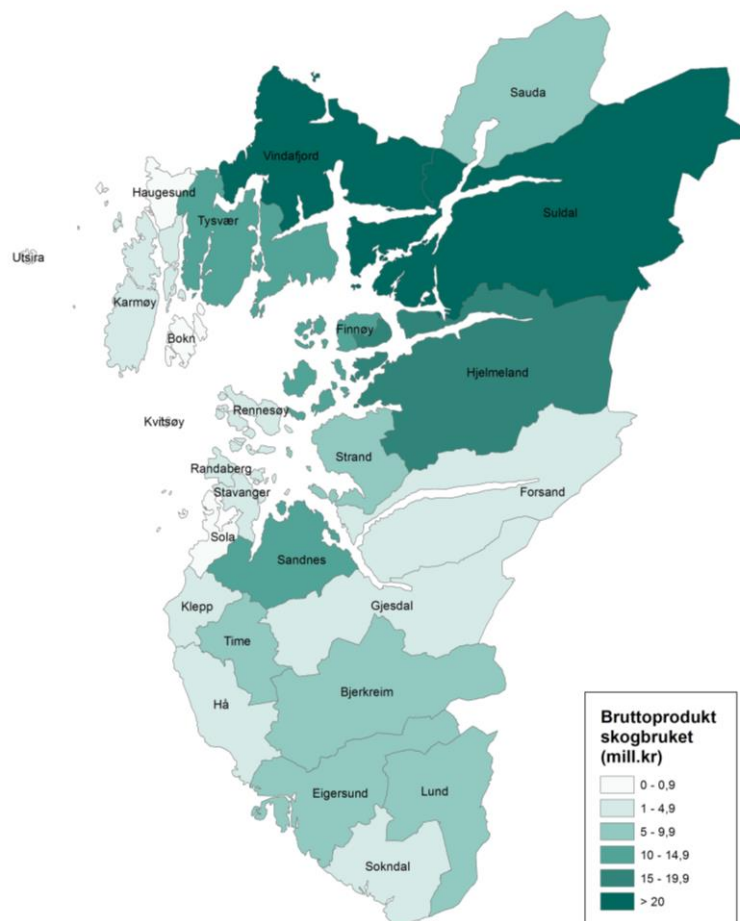 Sauda
Vindafjord
Haugesund
Suldal
Tysvær
Utsira
Karmøy
Bokn
Finnøy
Hjelmeland
Rennesøy
Kvitsøy
Strand
Randaberg
Stavanger
Forsand
Sola
Sandnes
Klepp
Gjesdal
Time
Bjerkreim
Hå
Eigersund
Lund
Sokndal
Bruttoprodukt
skogbruket
(mill.kr)
0 - 0,9
1 - 4,9
5 - 9,9
10 - 14,9
15 - 19,9
> 20